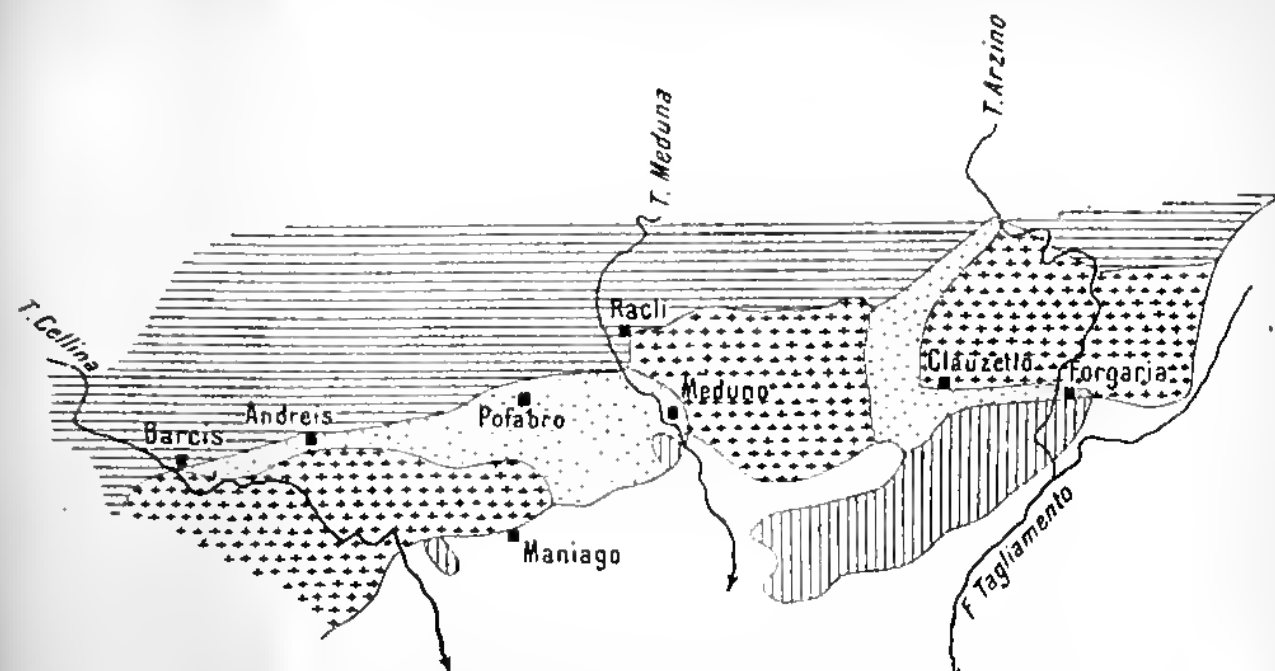 T. Arzino
T. Meduna
T. Cellina
Racli
Clauzetto
Forgaria
Meduno
Pofabro
Andreis
Barcis
Maniago
F Tagliamento